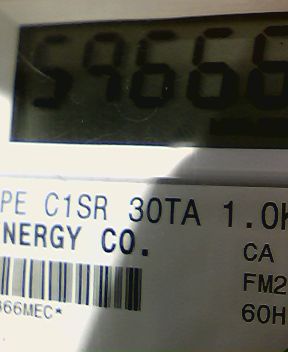 59666
PE C1SR 30TA 1.0K
NERGY CO.
CA
FM2
60H
366MEC*